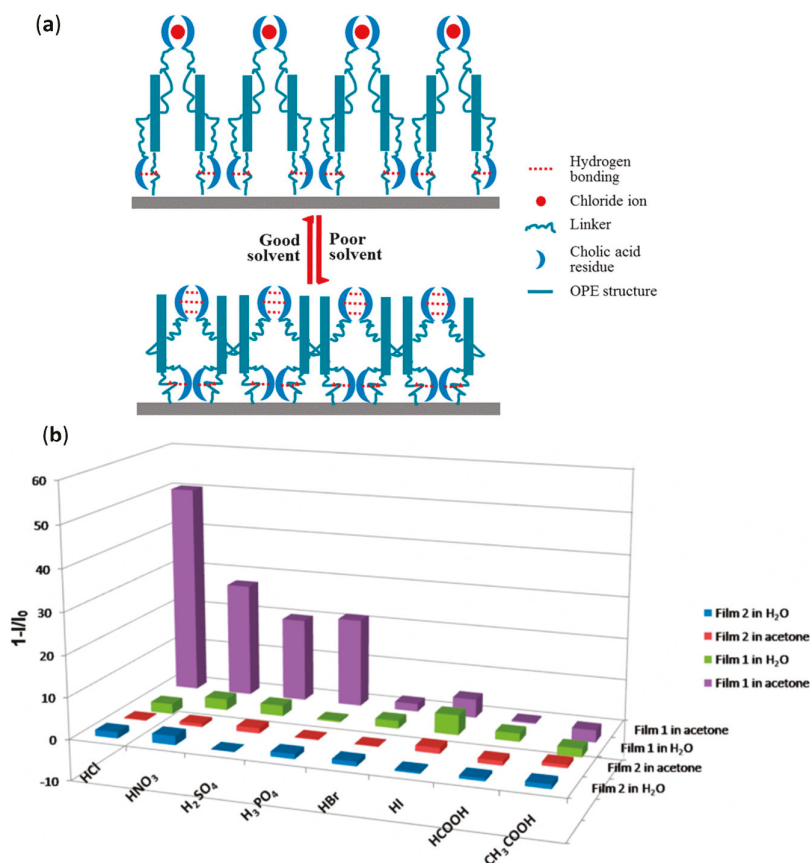 (a)
Good
solvent
Poor
solvent
Hydrogen
bonding
Chloride ion
Linker
Cholic acid
residue
OPE structure
(b)
60
50
40
30
20
10
0
-10
1-I/I₀
HCl
HNO₃
H₂SO₄
H₃PO₄
HBr
HI
HCOOH
CH₃COOH
Film 1 in acetone
Film 1 in H₂O
Film 2 in acetone
Film 2 in H₂O
Film 2 in H₂O
Film 2 in acetone
Film 1 in H₂O
Film 1 in acetone